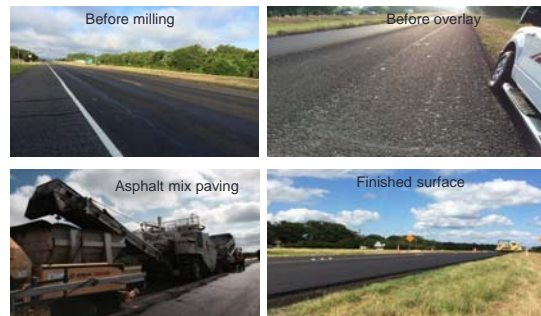 Before milling
Before overlay
Asphalt mix paving
Finished surface